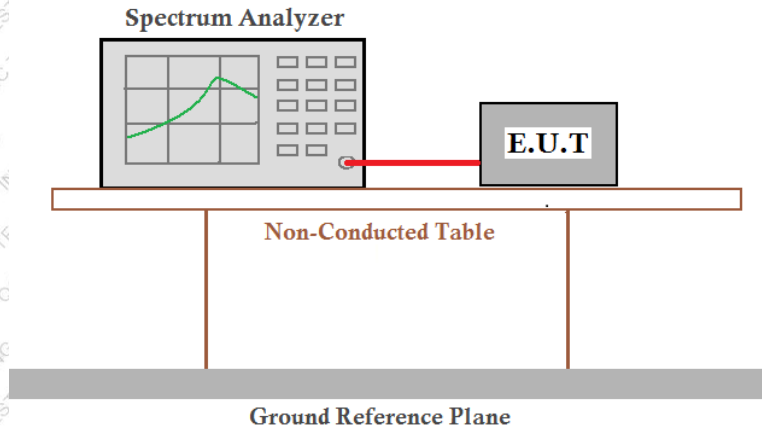 Spectrum Analyzer
E.U.T
Non-Conducted Table
Ground Reference Plane